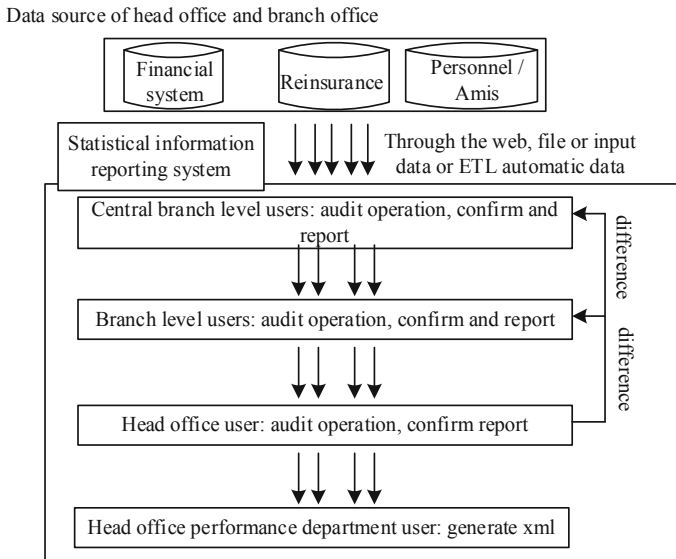 Data source of head office and branch office
Financial
system
Reinsurance
Personnel /
Amis
Statistical information
reporting system
Through the web, file or input
data or ETL automatic data
Central branch level users: audit operation, confirm and
report
difference
Branch level users: audit operation, confirm and report
difference
Head office user: audit operation, confirm report
Head office performance department user: generate xml